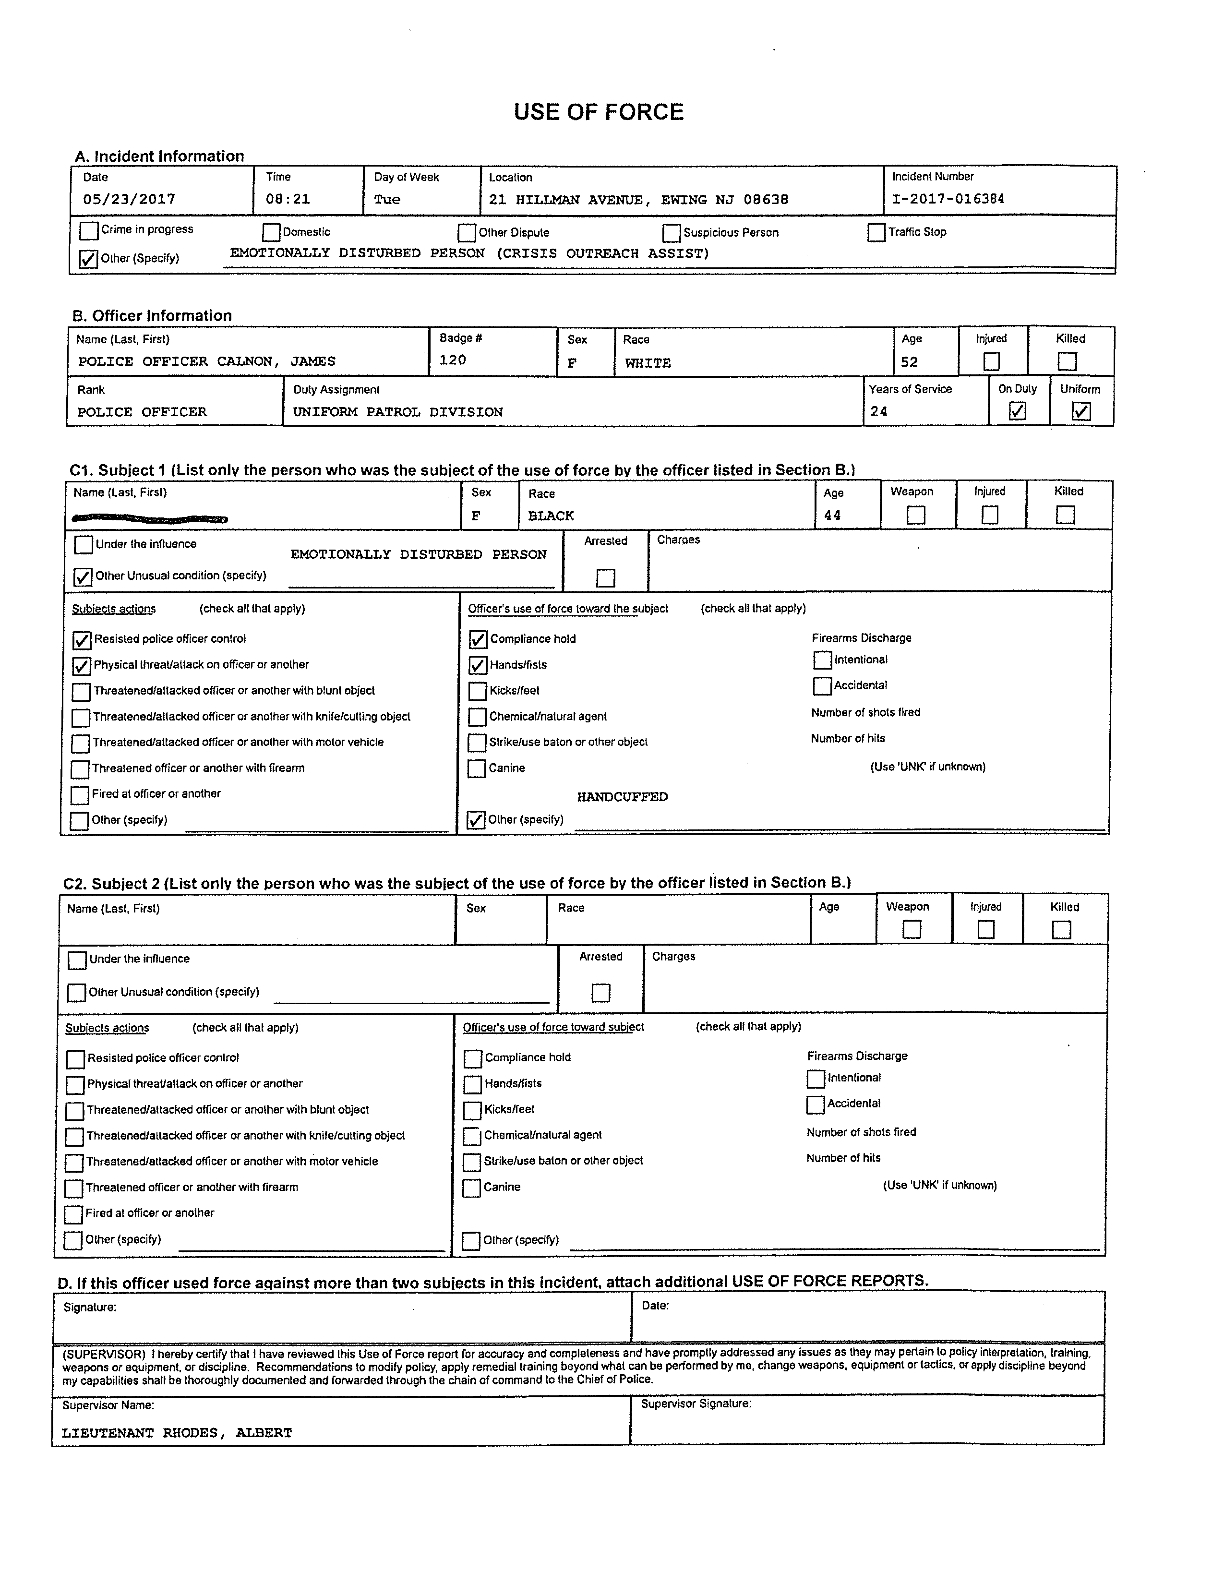 USE OF FORCE
A. Incident Information
Date Time Day of Week Location Incident Number
05/23/2017 08:21 Tue 21 HILLMAN AVENUE, EWING NJ 08638 I-2017-016384
Crime in progress Domestic Other Dispute Suspicious Person Traffic Stop
Other (Specify) EMOTIONALLY DISTURBED PERSON (CRISIS OUTREACH ASSIST)
B. Officer Information
Name (Last, First) Badge # Sex Race Age Injured Killed
POLICE OFFICER CALNON, JAMES 120 F WHITE 52
Rank Duty Assignment Years of Service On Duty Uniform
POLICE OFFICER UNIFORM PATROL DIVISION 24
C1. Subject 1 (List only the person who was the subject of the use of force by the officer listed in Section B.)
Name (Last, First) Sex Race Age Weapon Injured Killed
F BLACK 44
Under the influence Arrested Charges
EMOTIONALLY DISTURBED PERSON
Other Unusual condition (specify)
Subjects actions (check all that apply) Officer's use of force toward the subject (check all that apply)
Resisted police officer control Compliance hold Firearms Discharge
Physical threat/attack on officer or another Hands/fists Intentional
Threatened/attacked officer or another with blunt object Kicks/feet Accidental
Threatened/attacked officer or another with knife/cutting object Chemical/natural agent Number of shots fired
Threatened/attacked officer or another with motor vehicle Strike/use baton or other object Number of hits
Threatened officer or another with firearm Canine (Use 'UNK' if unknown)
Fired at officer or another HANDCUFFED
Other (specify) Other (specify)
C2. Subject 2 (List only the person who was the subject of the use of force by the officer listed in Section B.)
Name (Last, First) Sex Race Age Weapon Injured Killed
Under the influence Arrested Charges
Other Unusual condition (specify)
Subjects actions (check all that apply) Officer's use of force toward subject (check all that apply)
Resisted police officer control Compliance hold Firearms Discharge
Physical threat/attack on officer or another Hands/fists Intentional
Threatened/attacked officer or another with blunt object Kicks/feet Accidental
Threatened/attacked officer or another with knife/cutting object Chemical/natural agent Number of shots fired
Threatened/attacked officer or another with motor vehicle Strike/use baton or other object Number of hits
Threatened officer or another with firearm Canine (Use 'UNK' if unknown)
Fired at officer or another
Other (specify) Other (specify)
D. If this officer used force against more than two subjects in this incident, attach additional USE OF FORCE REPORTS.
Signature: Date:
(SUPERVISOR) I hereby certify that I have reviewed this Use of Force report for accuracy and completeness and have promptly addressed any issues as they may pertain to policy interpretation, training,
weapons or equipment, or discipline. Recommendations to modify policy, apply remedial training beyond what can be performed by me, change weapons, equipment or tactics, or apply discipline beyond
my capabilities shall be thoroughly documented and forwarded through the chain of command to the Chief of Police.
Supervisor Name: Supervisor Signature:
LIEUTENANT RHODES, ALBERT